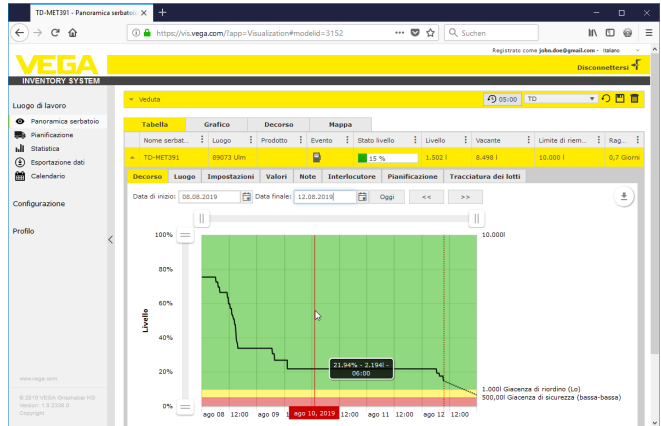 TD-MET391 - Panoramica serbatoi
https://vis.vega.com/?app=Visualization#modelid=3152
Suchen
Registrato come john.doe@gmail.com - Italiano
Disconnettersi
VEGA
INVENTORY SYSTEM
Luogo di lavoro
Panoramica serbatoio
Pianificazione
Statistica
Esportazione dati
Calendario
Configurazione
Profilo
www.vega.com
© 2019 VEGA Grieshaber KG
Copyright
Veduta
05:00
TD
Tabella Grafico Decorso Mappa
Nome serbat... Luogo Prodotto Evento Stato livello Livello Vacante Limite di riem... Rag...
TD-MET391 89073 Ulm 15 % 1.502 l 8.498 l 10.000 l 0,7 Giorni
Decorso Luogo Impostazioni Valori Note Interlocutore Pianificazione Tracciatura dei lotti
Data di inizio: 08.08.2019 Data finale: 12.08.2019 Oggi << >>
100%
10.000l
80%
60%
Livello
40%
21.94% - 2.194l -
06:00
20%
1.000l Giacenza di riordino (Lo)
500,00l Giacenza di sicurezza (bassa-bassa)
0%
ago 08 12:00 ago 09 1 ago 10, 2019 12:00 ago 11 12:00 ago 12 12:00